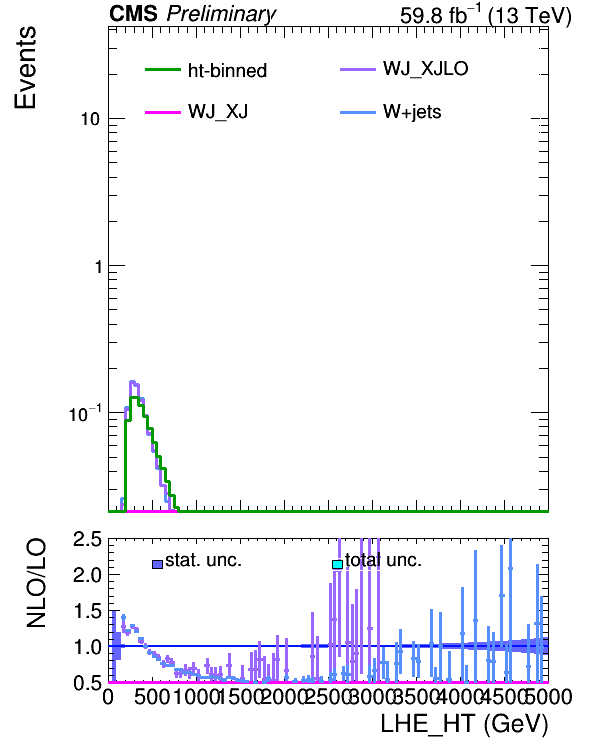 CMS Preliminary 59.8 fb⁻¹ (13 TeV)
Events
ht-binned WJ_XJLO
WJ_XJ W+jets
10
1
10⁻¹
NLO/LO
stat. unc. total unc.
2.5
2.0
1.5
1.0
0.5
0 500 1000 1500 2000 2500 3000 3500 4000 4500 5000
LHE_HT (GeV)